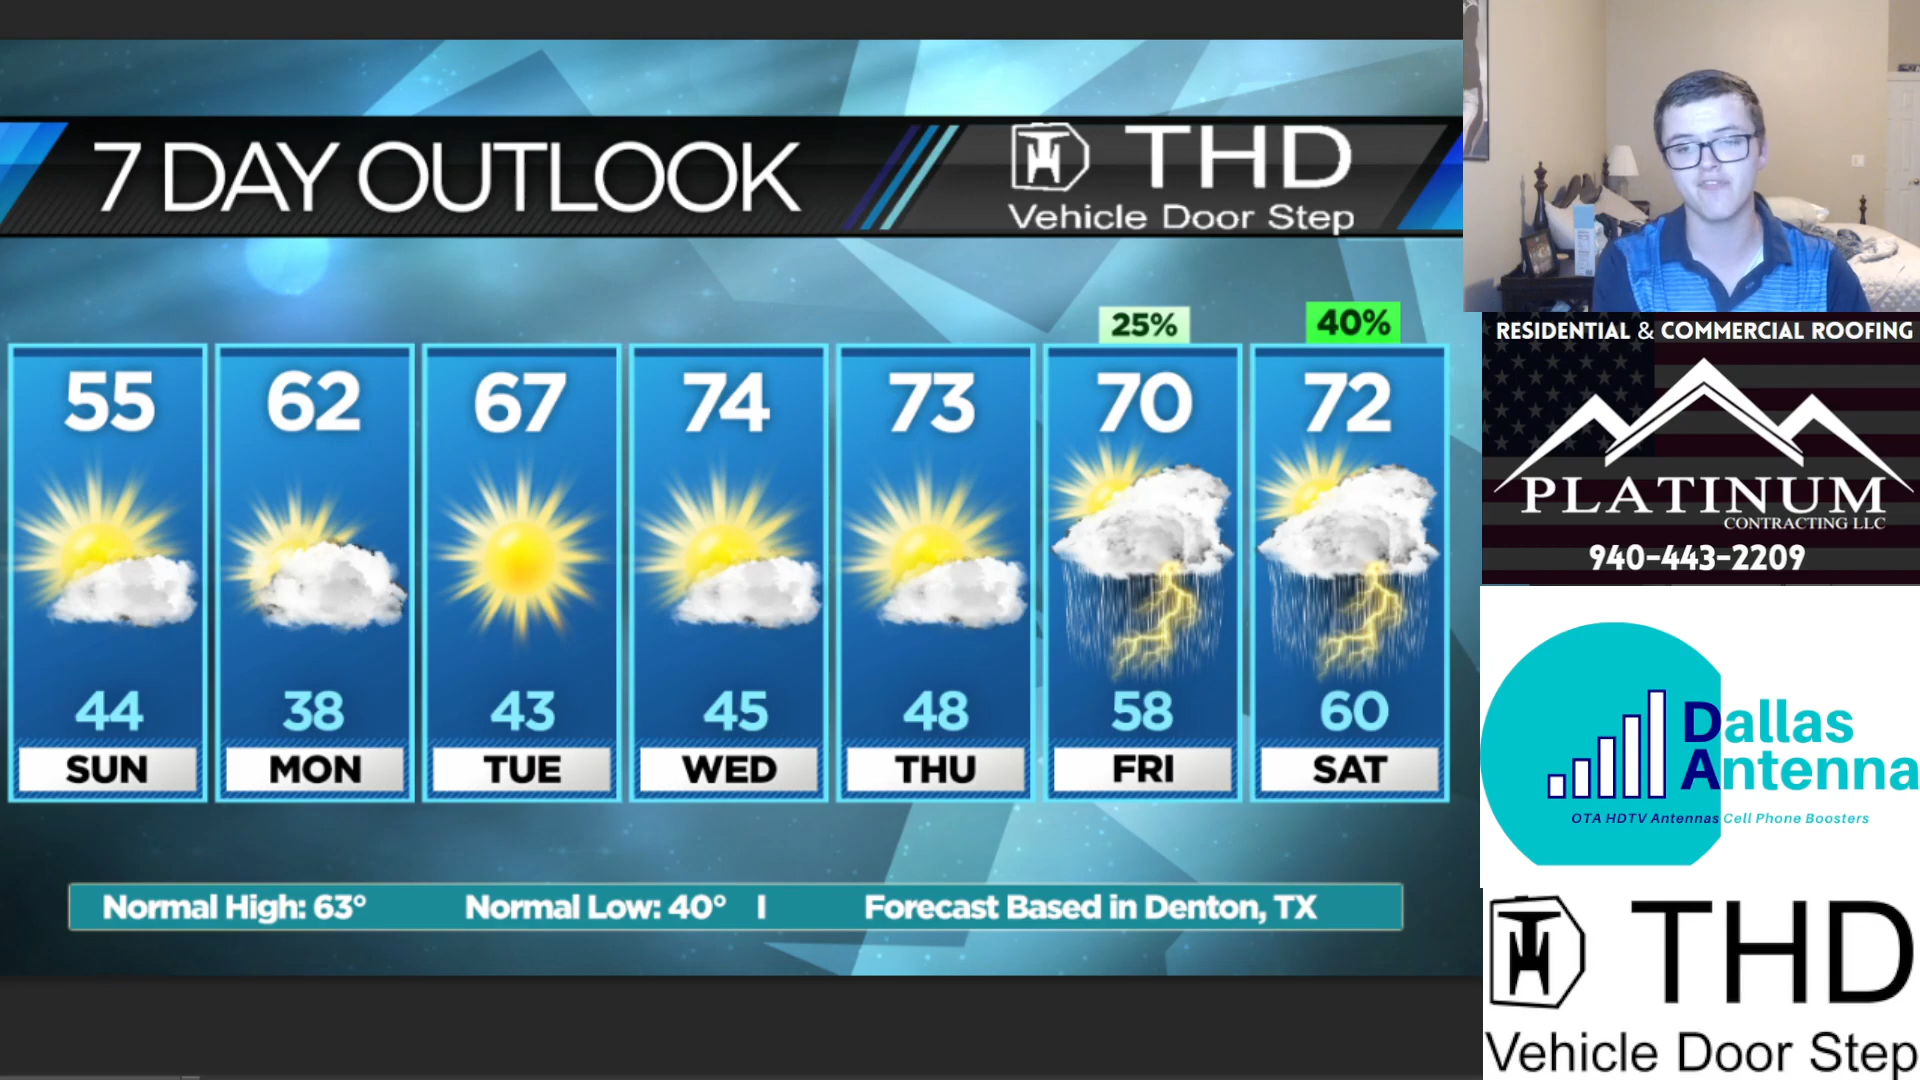 7 DAY OUTLOOK
THD
Vehicle Door Step
25%
40%
55
62
67
74
73
70
72
44
38
43
45
48
58
60
SUN
MON
TUE
WED
THU
FRI
SAT
Normal High: 63°
Normal Low: 40°
|
Forecast Based in Denton, TX
RESIDENTIAL & COMMERCIAL ROOFING
PLATINUM
CONTRACTING LLC
940-443-2209
Dallas
Antenna
OTA HDTV Antennas Cell Phone Boosters
THD
Vehicle Door Step